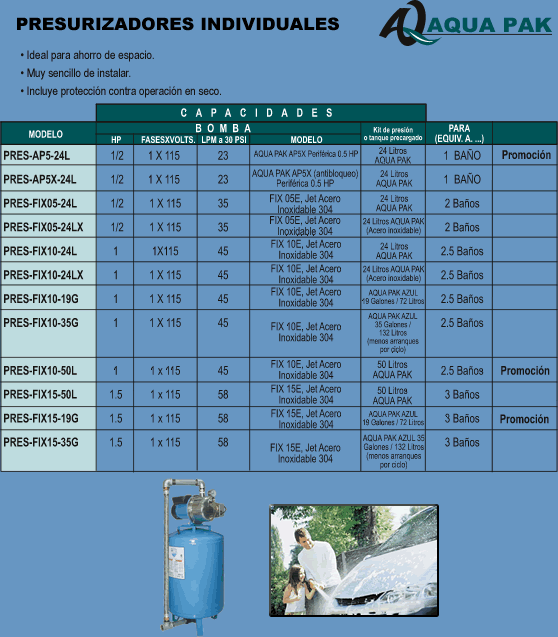 PRESURIZADORES INDIVIDUALES
AQUA PAK
• Ideal para ahorro de espacio.
• Muy sencillo de instalar.
• Incluye protección contra operación en seco.
CAPACIDADES
MODELO
BOMBA
Kit de presión
o tanque precargado
PARA
(EQUIV. A. ...)
HP FASESXVOLTS. LPM a 30 PSI MODELO
PRES-AP5-24L 1/2 1 X 115 23 AQUA PAK AP5X Periférica 0.5 HP 24 Litros AQUA PAK 1 BAÑO Promoción
PRES-AP5X-24L 1/2 1 X 115 23 AQUA PAK AP5X (antibloqueo) Periférica 0.5 HP 24 Litros AQUA PAK 1 BAÑO
PRES-FIX05-24L 1/2 1 X 115 35 FIX 05E, Jet Acero Inoxidable 304 24 Litros AQUA PAK 2 Baños
PRES-FIX05-24LX 1/2 1 X 115 35 FIX 05E, Jet Acero Inoxidable 304 24 Litros AQUA PAK (Acero inoxidable) 2 Baños
PRES-FIX10-24L 1 1X115 45 FIX 10E, Jet Acero Inoxidable 304 24 Litros AQUA PAK 2.5 Baños
PRES-FIX10-24LX 1 1 X 115 45 FIX 10E, Jet Acero Inoxidable 304 24 Litros AQUA PAK (Acero inoxidable) 2.5 Baños
PRES-FIX10-19G 1 1 X 115 45 FIX 10E, Jet Acero Inoxidable 304 AQUA PAK AZUL 19 Galones / 72 Litros 2.5 Baños
PRES-FIX10-35G 1 1 X 115 45 FIX 10E, Jet Acero Inoxidable 304 AQUA PAK AZUL 35 Galones / 132 Litros (menos arranques por ciclo) 2.5 Baños
PRES-FIX10-50L 1 1 x 115 45 FIX 10E, Jet Acero Inoxidable 304 50 Litros AQUA PAK 2.5 Baños Promoción
PRES-FIX15-50L 1.5 1 x 115 58 FIX 15E, Jet Acero Inoxidable 304 50 Litros AQUA PAK 3 Baños
PRES-FIX15-19G 1.5 1 x 115 58 FIX 15E, Jet Acero Inoxidable 304 AQUA PAK AZUL 19 Galones / 72 Litros 3 Baños Promoción
PRES-FIX15-35G 1.5 1 x 115 58 FIX 15E, Jet Acero Inoxidable 304 AQUA PAK AZUL 35 Galones / 132 Litros (menos arranques por ciclo) 3 Baños